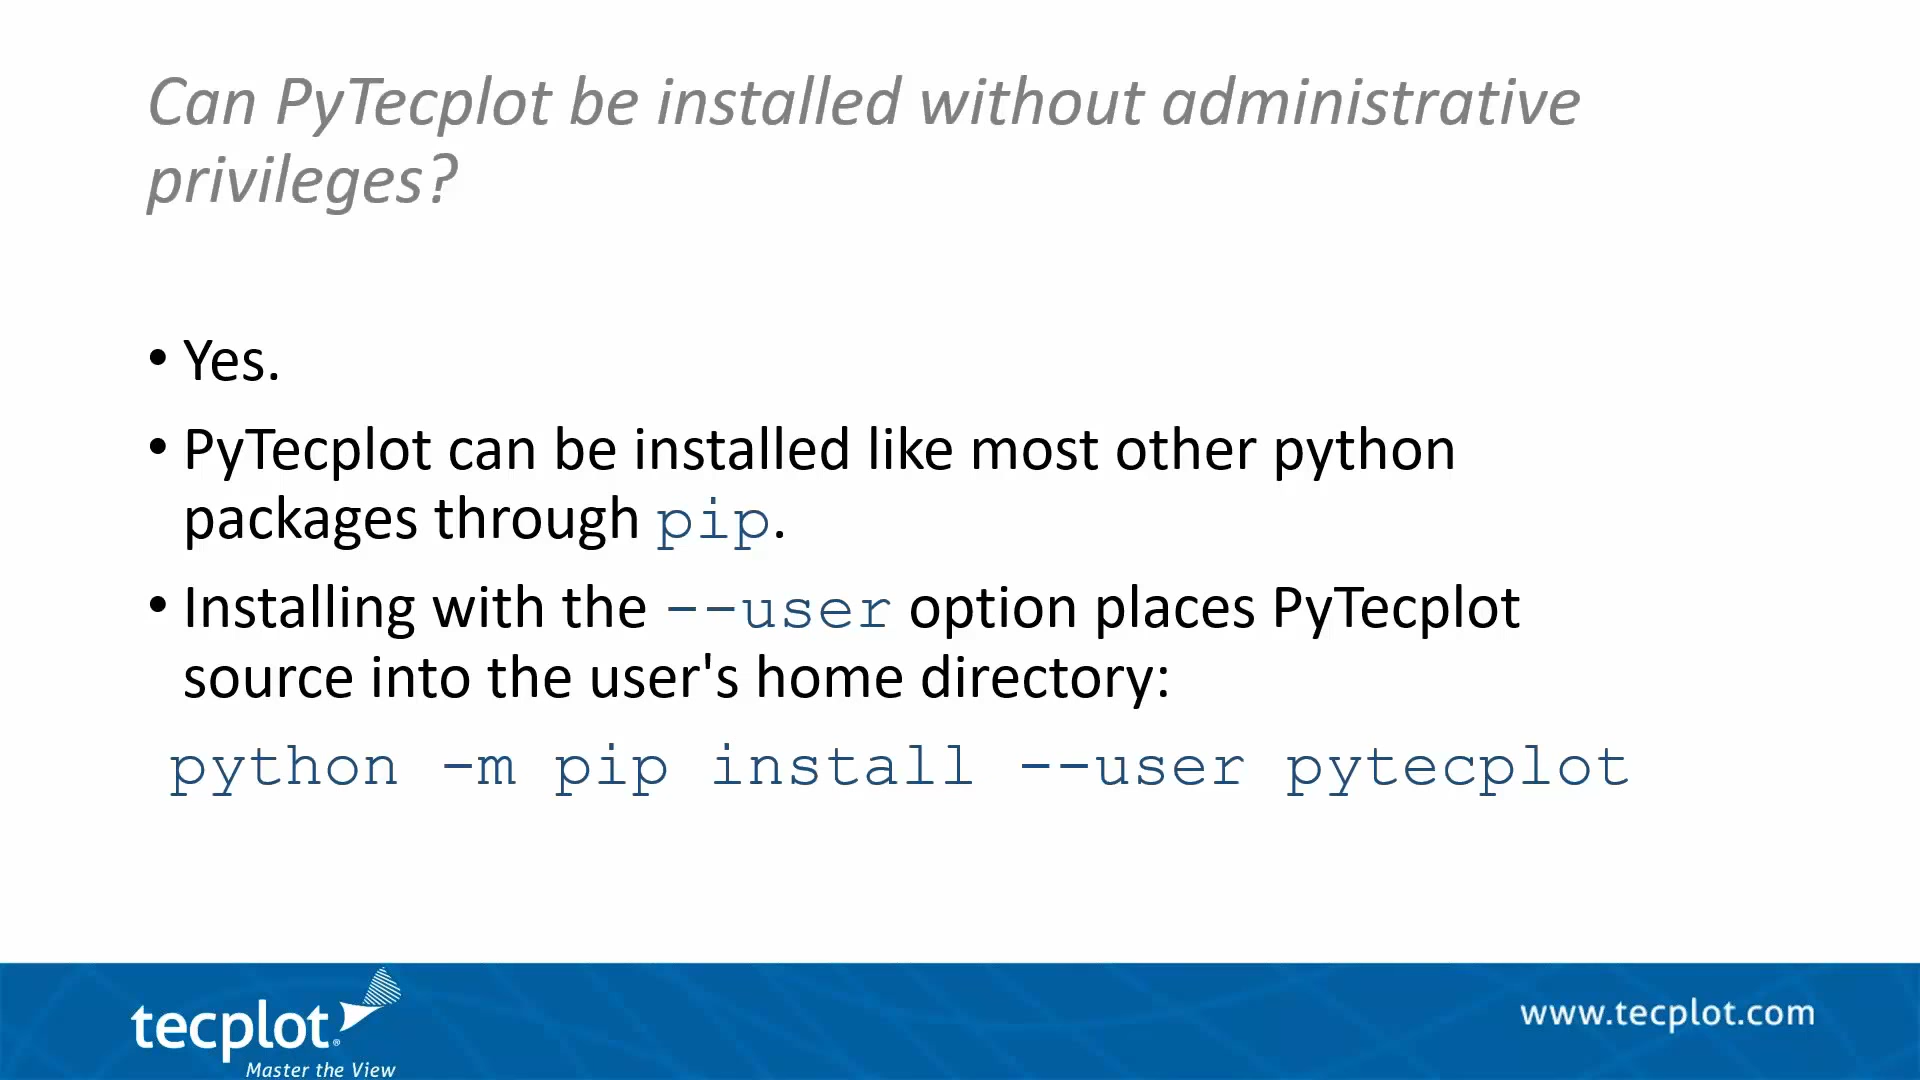 Can PyTecplot be installed without administrative
privileges?
• Yes.
• PyTecplot can be installed like most other python
packages through pip.
• Installing with the --user option places PyTecplot
source into the user's home directory:
python -m pip install --user pytecplot
tecplot®
Master the View
www.tecplot.com